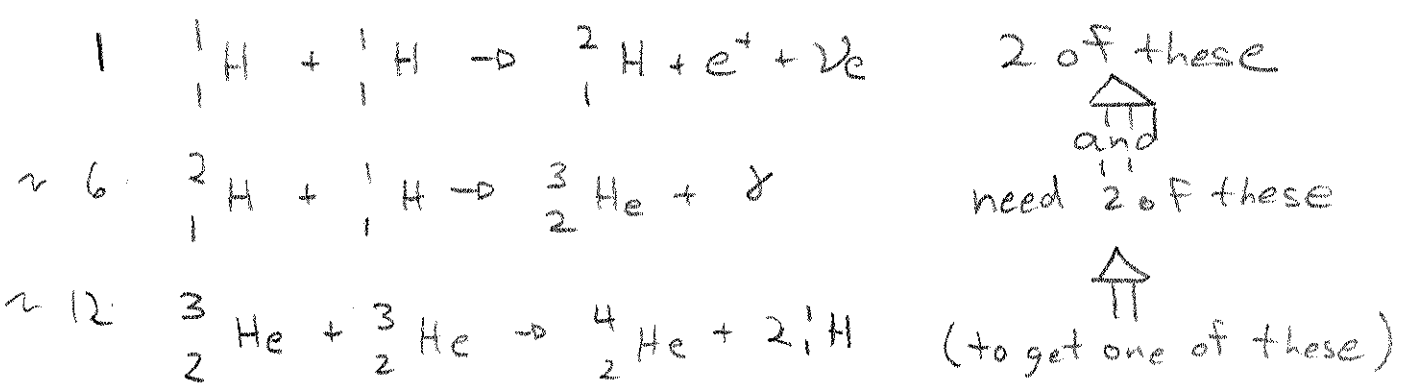 1 ¹₁H + ¹₁H → ²₁H + e⁺ + νe 2 of these
and
~ 6 ²₁H + ¹₁H → ³₂He + γ need 2 of these
~ 12 ³₂He + ³₂He → ⁴₂He + 2¹₁H (to get one of these)